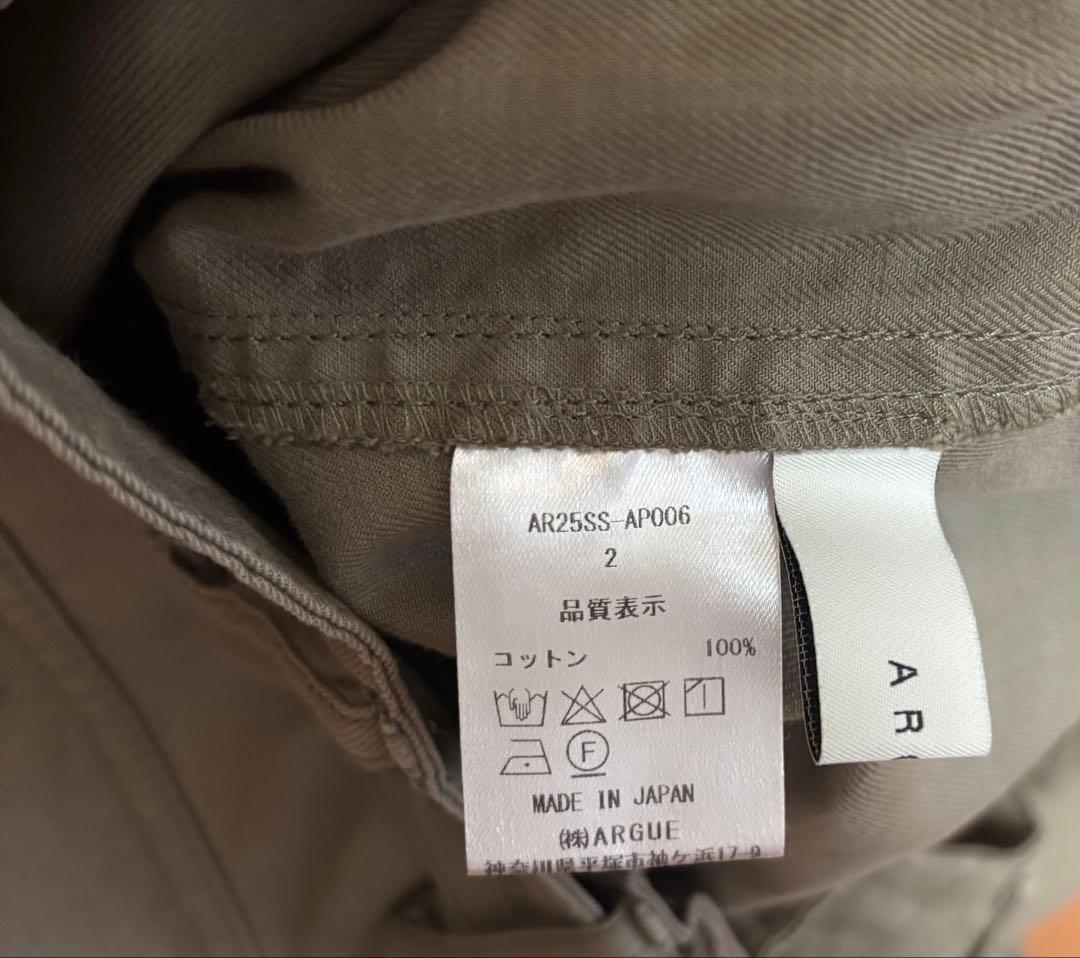 AR25SS-AP006
2
品質表示
コットン 100%
F
MADE IN JAPAN
(株)ARGUE
神奈川県平塚市袖ケ浜17-9
AR